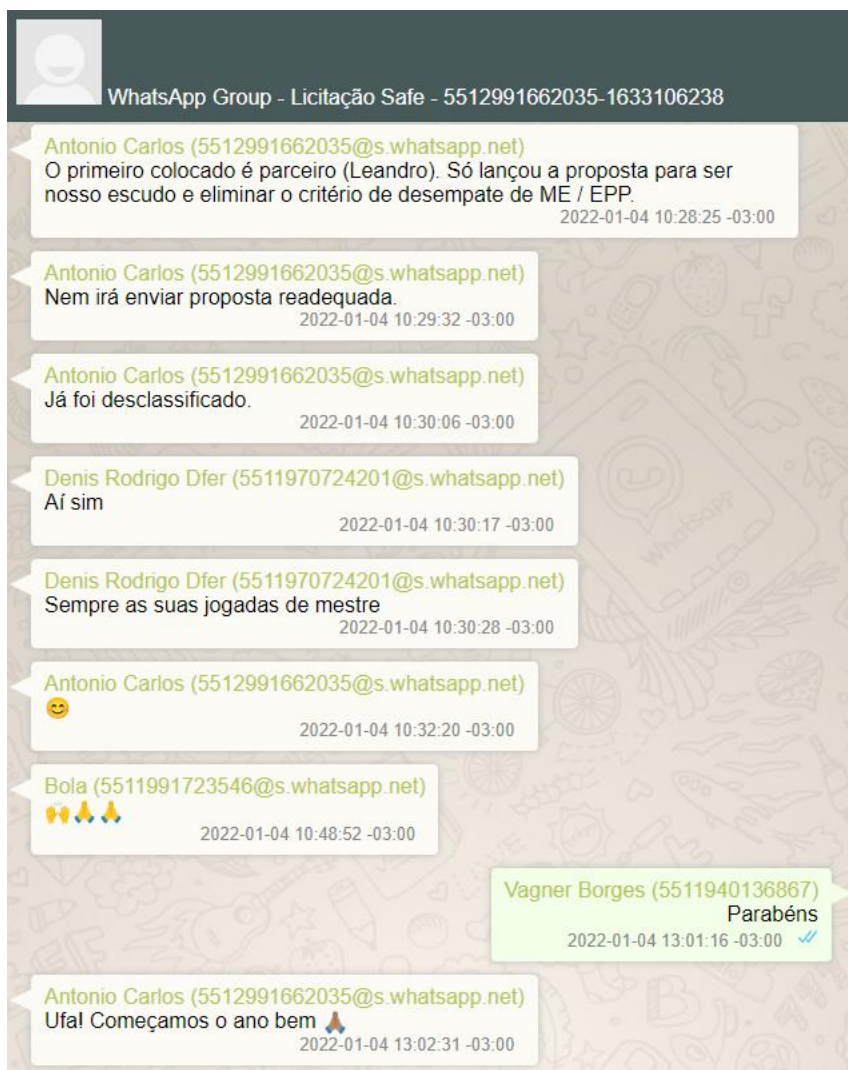 WhatsApp Group - Licitação Safe - 5512991662035-1633106238
Antonio Carlos (5512991662035@s.whatsapp.net)
O primeiro colocado é parceiro (Leandro). Só lançou a proposta para ser
nosso escudo e eliminar o critério de desempate de ME / EPP.
2022-01-04 10:28:25 -03:00
Antonio Carlos (5512991662035@s.whatsapp.net)
Nem irá enviar proposta readequada.
2022-01-04 10:29:32 -03:00
Antonio Carlos (5512991662035@s.whatsapp.net)
Já foi desclassificado.
2022-01-04 10:30:06 -03:00
Denis Rodrigo Dfer (5511970724201@s.whatsapp.net)
Aí sim
2022-01-04 10:30:17 -03:00
Denis Rodrigo Dfer (5511970724201@s.whatsapp.net)
Sempre as suas jogadas de mestre
2022-01-04 10:30:28 -03:00
Antonio Carlos (5512991662035@s.whatsapp.net)
😊
2022-01-04 10:32:20 -03:00
Bola (5511991723546@s.whatsapp.net)
🙌🙏🙏
2022-01-04 10:48:52 -03:00
Vagner Borges (5511940136867)
Parabéns
2022-01-04 13:01:16 -03:00
Antonio Carlos (5512991662035@s.whatsapp.net)
Ufa! Começamos o ano bem 🙏🏽
2022-01-04 13:02:31 -03:00